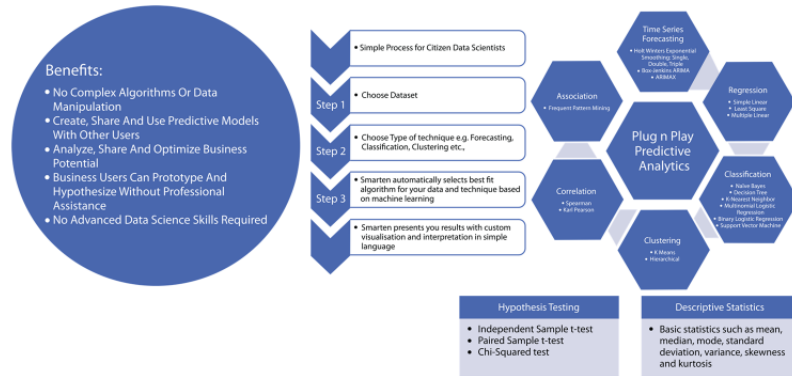 Benefits:
• No Complex Algorithms Or Data
Manipulation
• Create, Share And Use Predictive Models
With Other Users
• Analyze, Share And Optimize Business
Potential
• Business Users Can Prototype And
Hypothesize Without Professional
Assistance
• No Advanced Data Science Skills Required
• Simple Process for Citizen Data Scientists
Step 1
• Choose Dataset
Step 2
• Choose Type of technique e.g. Forecasting,
Classification, Clustering etc.,
Step 3
• Smarten automatically selects best fit
algorithm for your data and technique based
on machine learning
• Smarten presents you results with custom
visualisation and interpretation in simple
language
Time Series
Forecasting
• Holt Winters Exponential
Smoothing: Single,
Double, Triple
• Box-Jenkins ARIMA
• ARIMAX
Association
• Frequent Pattern Mining
Regression
• Simple Linear
• Least Square
• Multiple Linear
Plug n Play
Predictive
Analytics
Correlation
• Spearman
• Karl Pearson
Classification
• Naive Bayes
• Decision Tree
• K-Nearest Neighbor
• Multinomial Logistic
Regression
• Binary Logistic Regression
• Support Vector Machine
Clustering
• K Means
• Hierarchical
Hypothesis Testing
• Independent Sample t-test
• Paired Sample t-test
• Chi-Squared test
Descriptive Statistics
• Basic statistics such as mean,
median, mode, standard
deviation, variance, skewness
and kurtosis